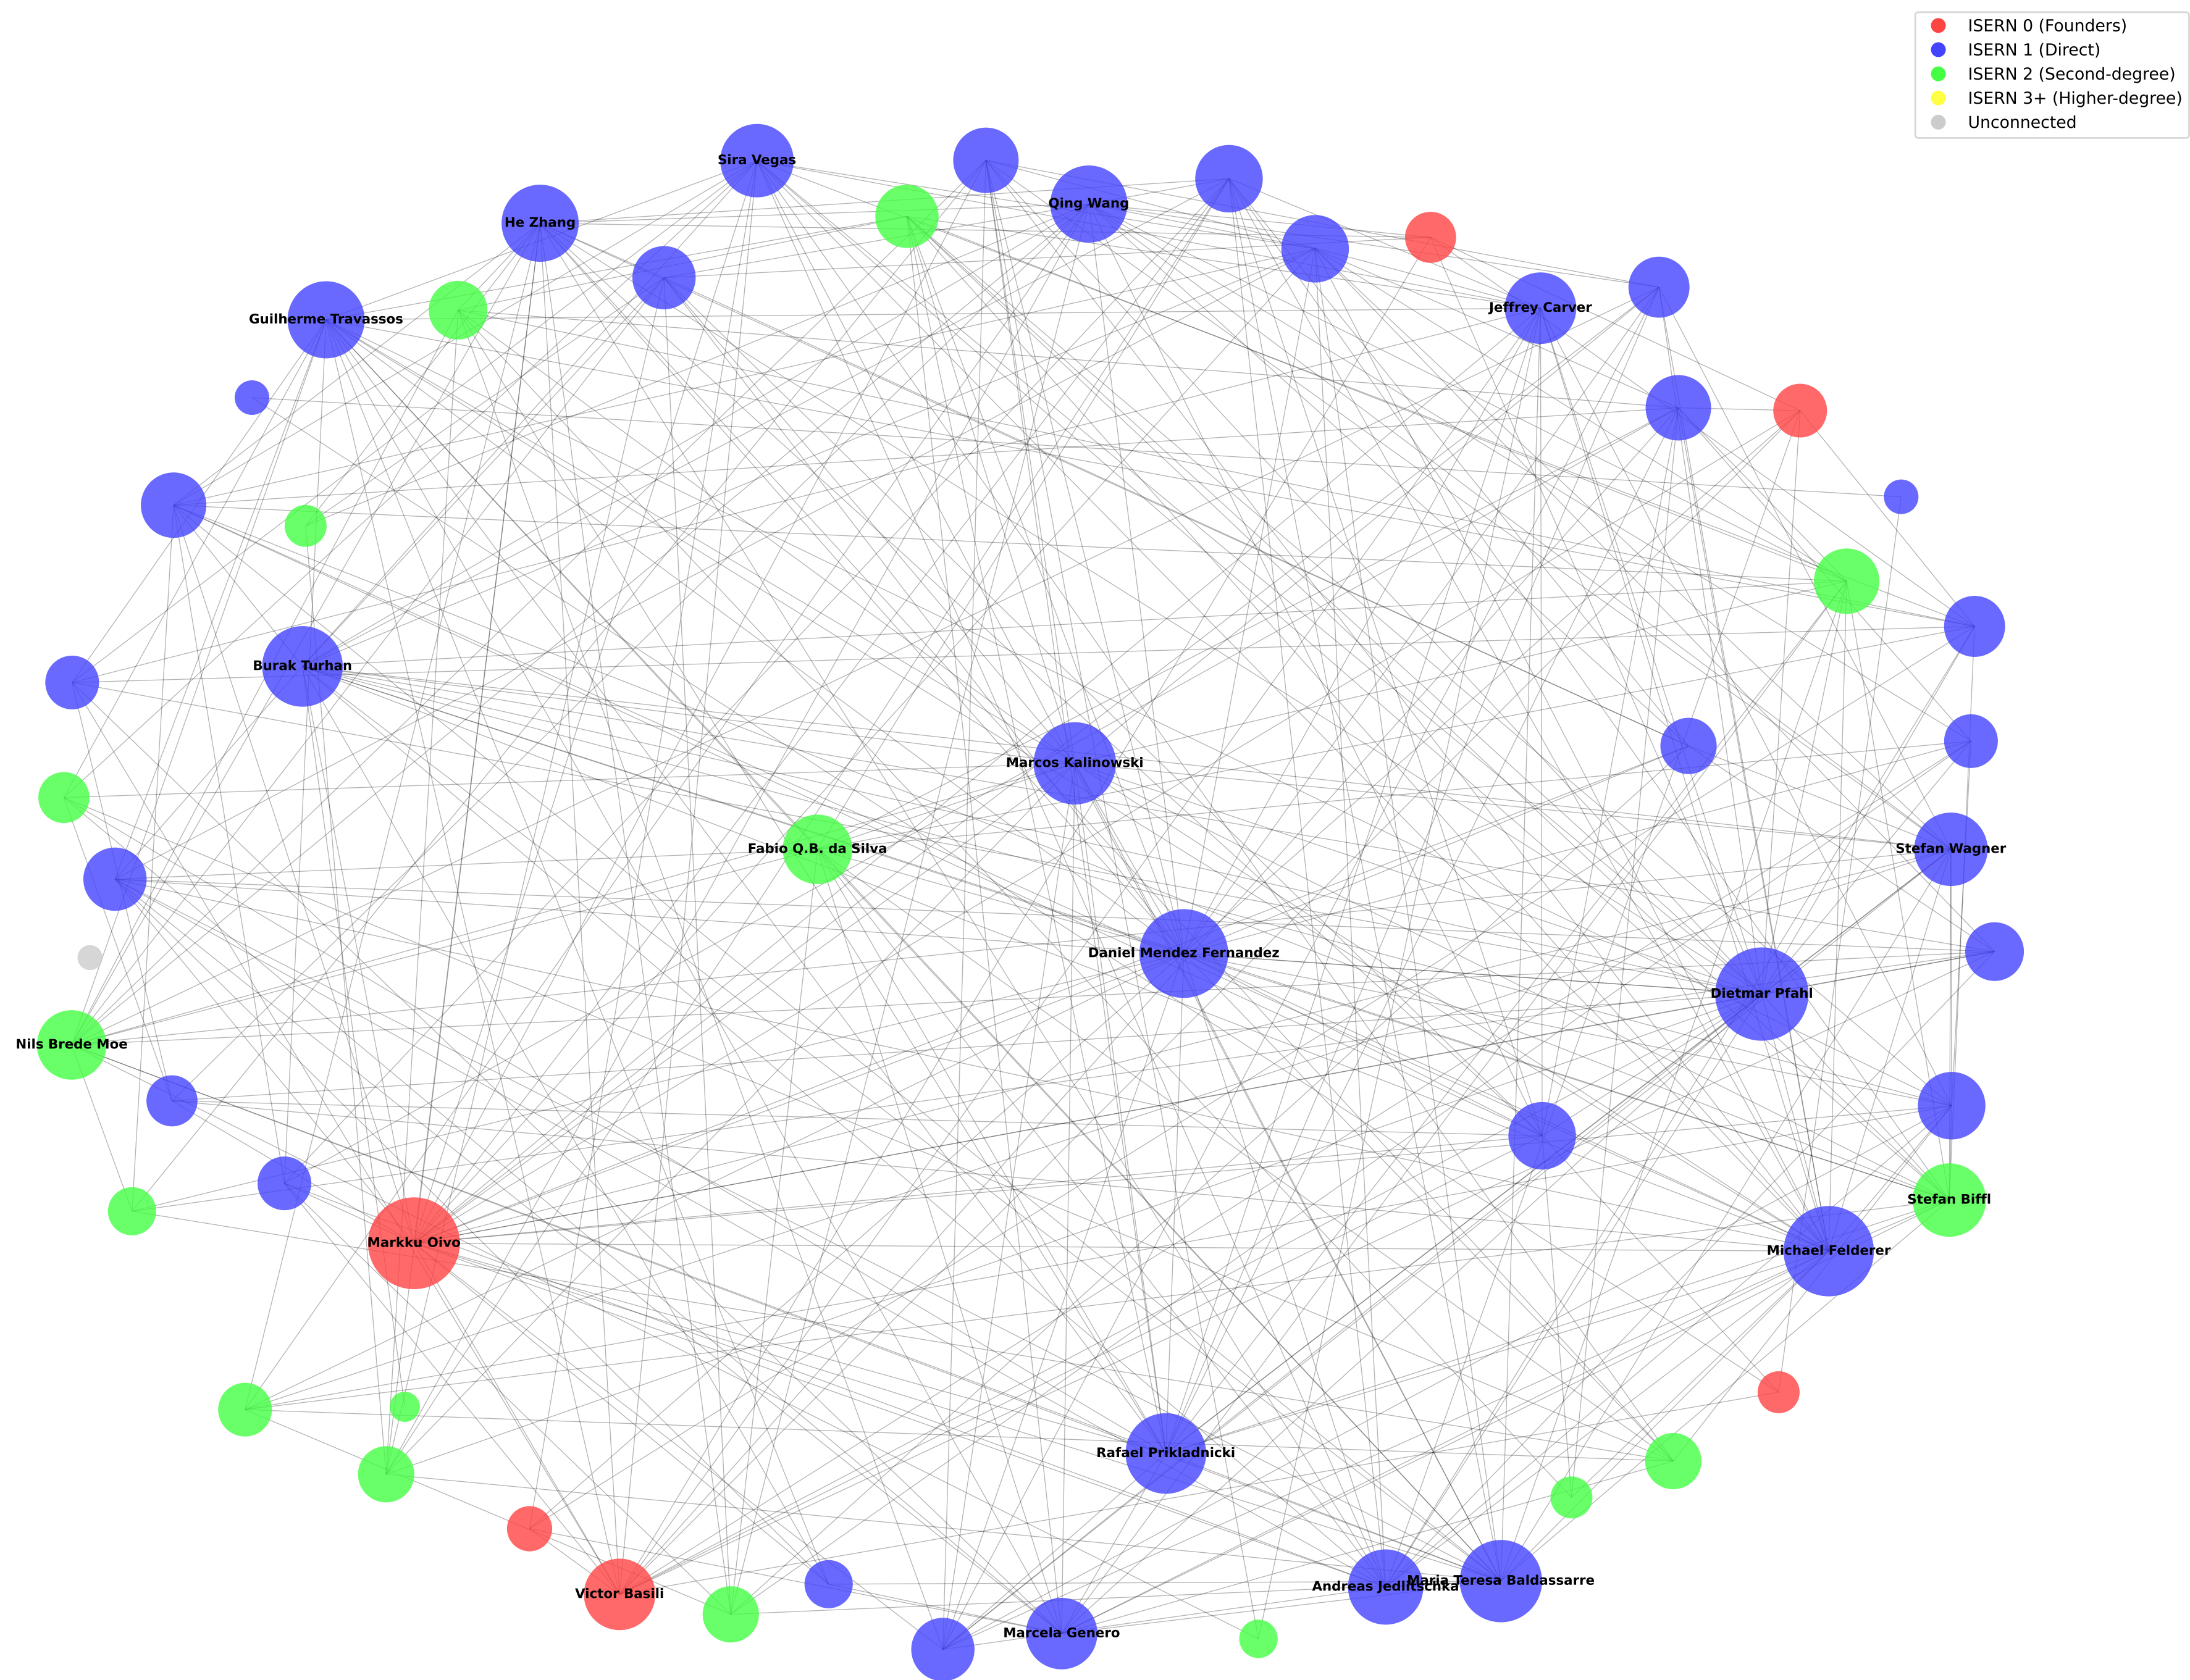 ISERN 0 (Founders)
ISERN 1 (Direct)
ISERN 2 (Second-degree)
ISERN 3+ (Higher-degree)
Unconnected
Sira Vegas
Qing Wang
He Zhang
Jeffrey Carver
Guilherme Travassos
Burak Turhan
Marcos Kalinowski
Fabio Q.B. da Silva
Stefan Wagner
Daniel Mendez Fernandez
Dietmar Pfahl
Nils Brede Moe
Stefan Biffl
Markku Oivo
Michael Felderer
Rafael Prikladnicki
Andreas Jedlitschka
Maria Teresa Baldassarre
Victor Basili
Marcela Genero